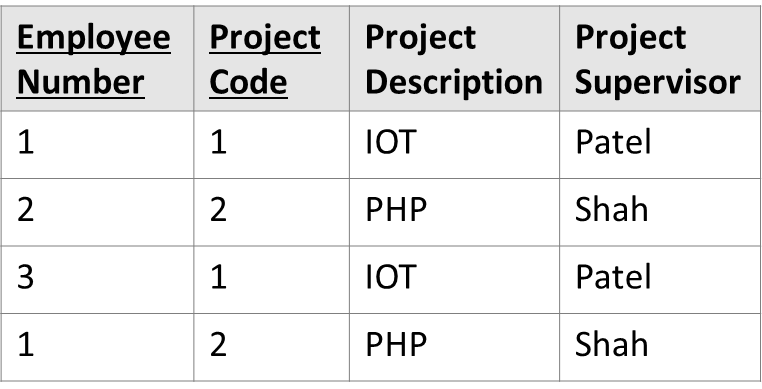 Employee Number Project Code Project Description Project Supervisor
1 1 IOT Patel
2 2 PHP Shah
3 1 IOT Patel
1 2 PHP Shah